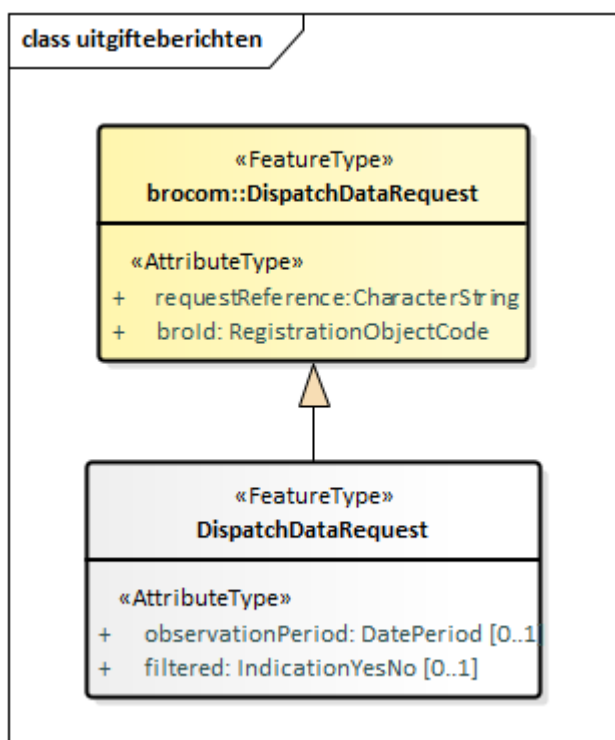 class uitgifteberichten
«FeatureType»
brocom::DispatchDataRequest
«AttributeType»
+ requestReference:CharacterString
+ broId: RegistrationObjectCode
«FeatureType»
DispatchDataRequest
«AttributeType»
+ observationPeriod: DatePeriod [0..1]
+ filtered: IndicationYesNo [0..1]